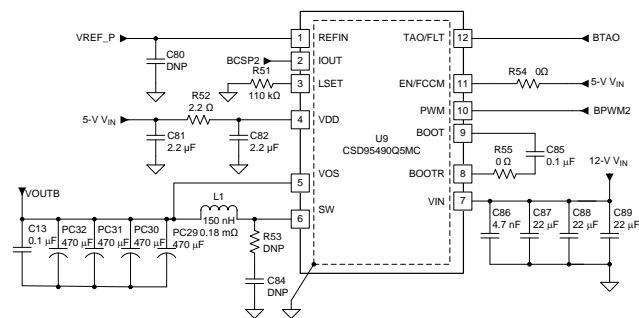 VREF_P
1
REFIN
TAO/FLT
12
BTAO
C80
DNP
BCSP2
2
IOUT
R51
110 kΩ
3
LSET
EN/FCCM
11
R54 0Ω
5-V VIN
R52
2.2 Ω
5-V VIN
4
VDD
PWM
10
BPWM2
C81
2.2 µF
C82
2.2 µF
U9
CSD95490Q5MC
BOOT
9
C85
0.1 µF
R55
0 Ω
BOOTR
8
12-V VIN
VOUTB
5
VOS
VIN
7
L1
150 nH
0.18 mΩ
6
SW
C13
0.1 µF
PC32
470 µF
PC31
470 µF
PC30
470 µF
PC29
470 µF
R53
DNP
C84
DNP
C86
4.7 nF
C87
22 µF
C88
22 µF
C89
22 µF